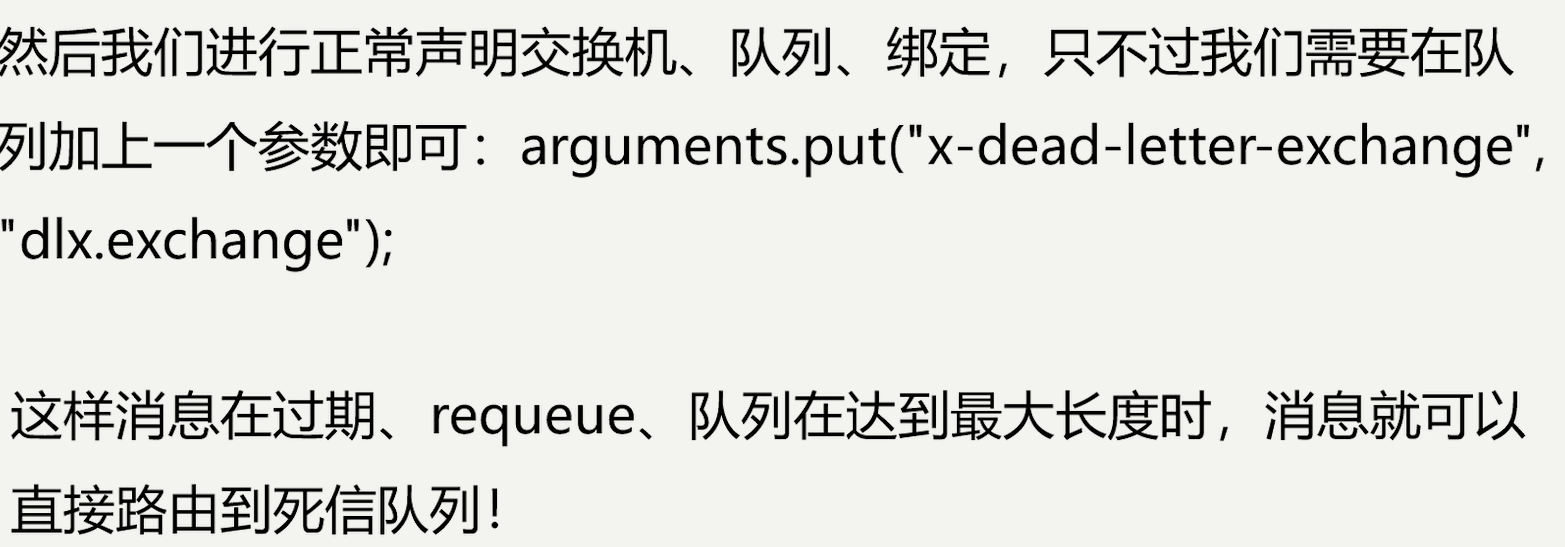 然后我们进行正常声明交换机、队列、绑定，只不过我们需要在队
列加上一个参数即可：arguments.put("x-dead-letter-exchange",
"dlx.exchange");
这样消息在过期、requeue、队列在达到最大长度时，消息就可以
直接路由到死信队列！